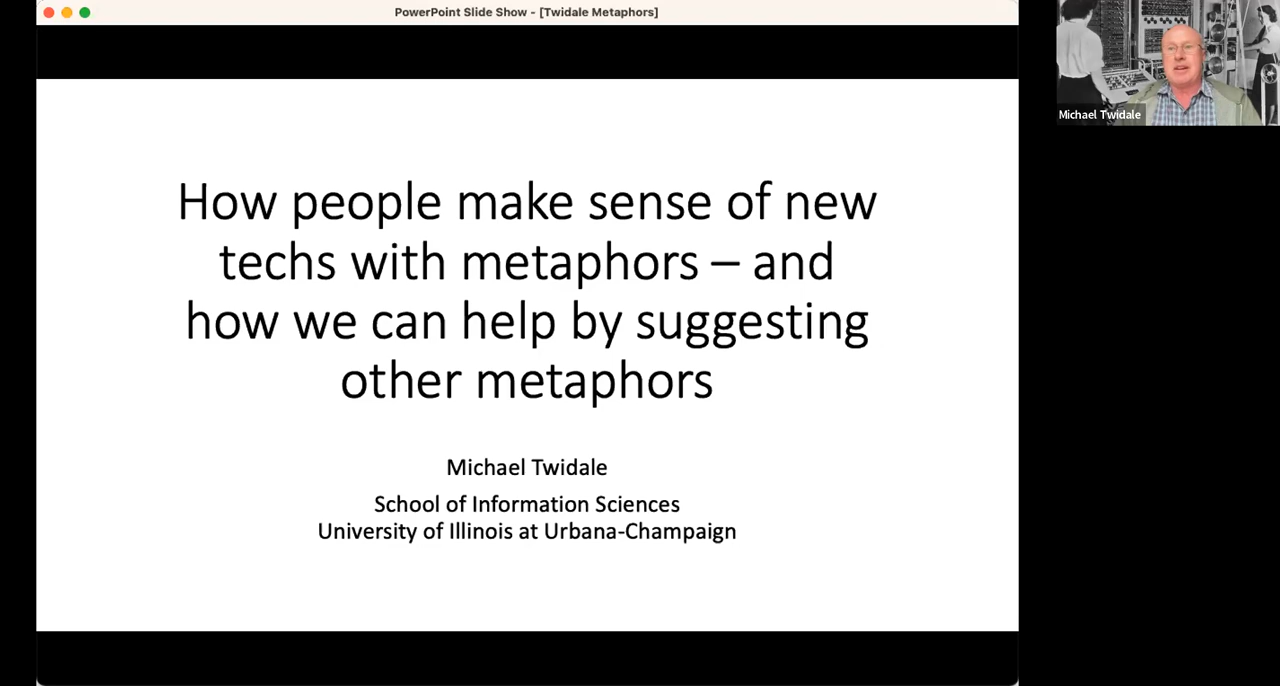 PowerPoint Slide Show - [Twidale Metaphors]
How people make sense of new
techs with metaphors – and
how we can help by suggesting
other metaphors
Michael Twidale
School of Information Sciences
University of Illinois at Urbana-Champaign
Michael Twidale